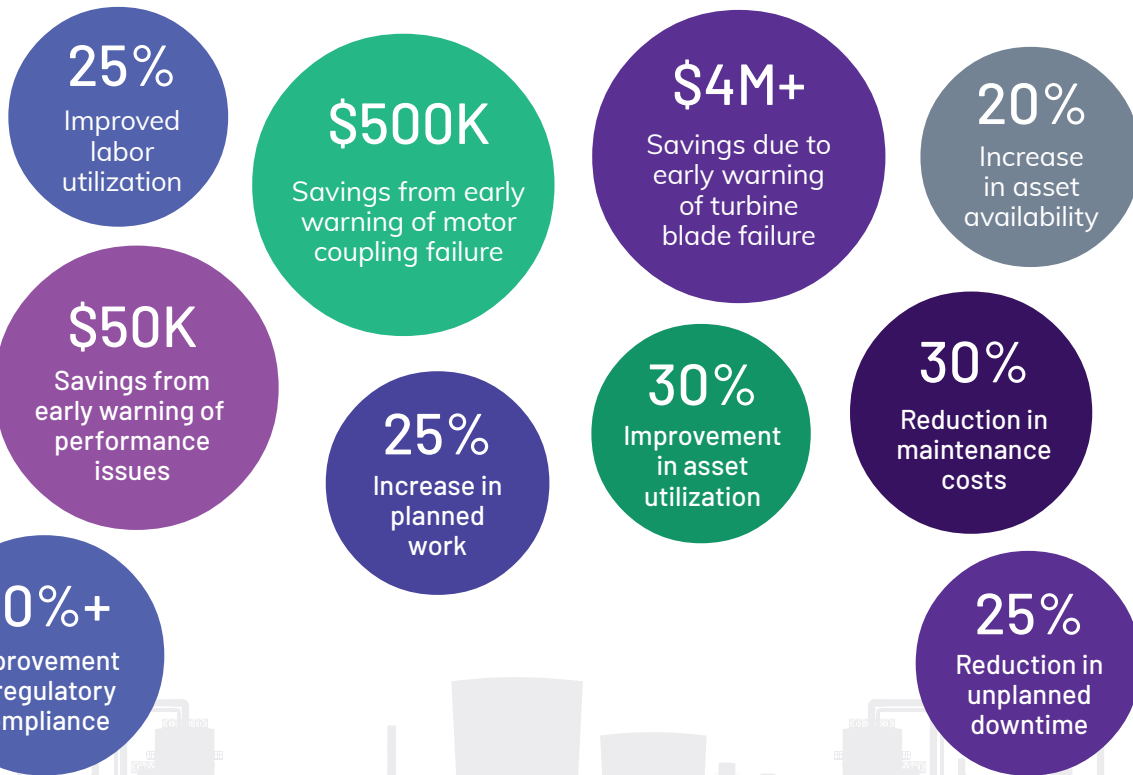 25%
Improved
labor
utilization
$500K
Savings from early
warning of motor
coupling failure
$4M+
Savings due to
early warning
of turbine
blade failure
20%
Increase
in asset
availability
$50K
Savings from
early warning of
performance
issues
25%
Increase in
planned
work
30%
Improvement
in asset
utilization
30%
Reduction in
maintenance
costs
0%+
provement
regulatory
mpliance
25%
Reduction in
unplanned
downtime